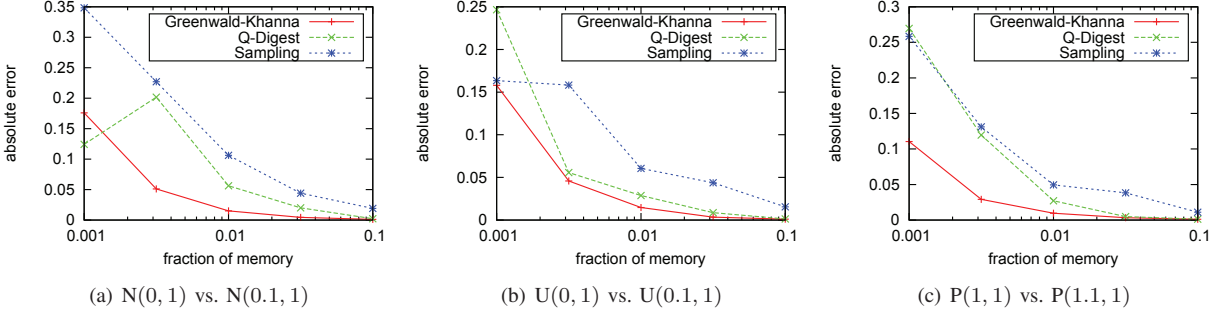 0.35
0.3
0.25
0.2
0.15
0.1
0.05
0
absolute error
0.001
0.01
0.1
fraction of memory
Greenwald-Khanna
Q-Digest
Sampling
(a) N(0, 1) vs. N(0.1, 1)
0.25
0.2
0.15
0.1
0.05
0
absolute error
0.001
0.01
0.1
fraction of memory
Greenwald-Khanna
Q-Digest
Sampling
(b) U(0, 1) vs. U(0.1, 1)
0.3
0.25
0.2
0.15
0.1
0.05
0
absolute error
0.001
0.01
0.1
fraction of memory
Greenwald-Khanna
Q-Digest
Sampling
(c) P(1, 1) vs. P(1.1, 1)